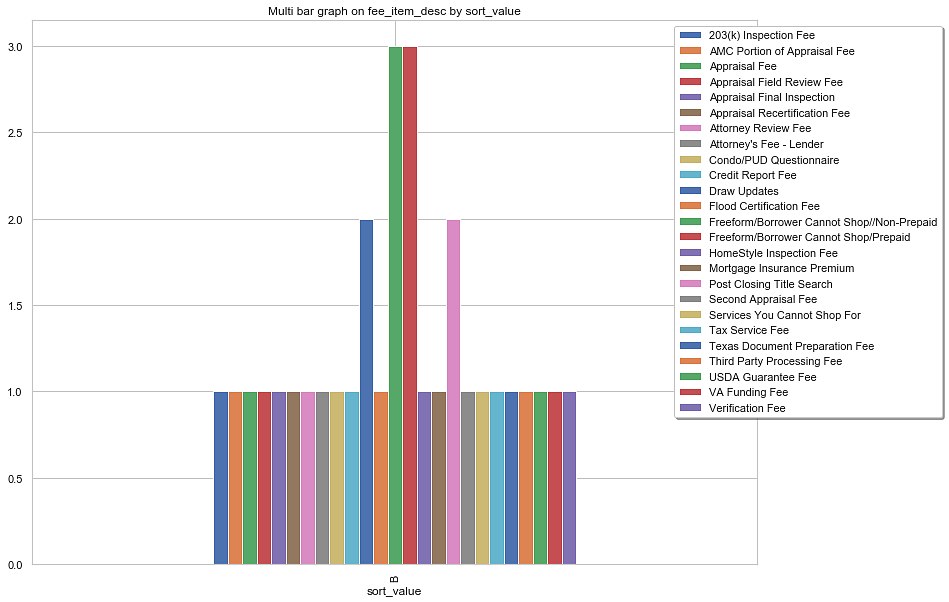 Multi bar graph on fee_item_desc by sort_value
3.0
2.5
2.0
1.5
1.0
0.5
0.0
B
sort_value
203(k) Inspection Fee
AMC Portion of Appraisal Fee
Appraisal Fee
Appraisal Field Review Fee
Appraisal Final Inspection
Appraisal Recertification Fee
Attorney Review Fee
Attorney's Fee - Lender
Condo/PUD Questionnaire
Credit Report Fee
Draw Updates
Flood Certification Fee
Freeform/Borrower Cannot Shop//Non-Prepaid
Freeform/Borrower Cannot Shop/Prepaid
HomeStyle Inspection Fee
Mortgage Insurance Premium
Post Closing Title Search
Second Appraisal Fee
Services You Cannot Shop For
Tax Service Fee
Texas Document Preparation Fee
Third Party Processing Fee
USDA Guarantee Fee
VA Funding Fee
Verification Fee